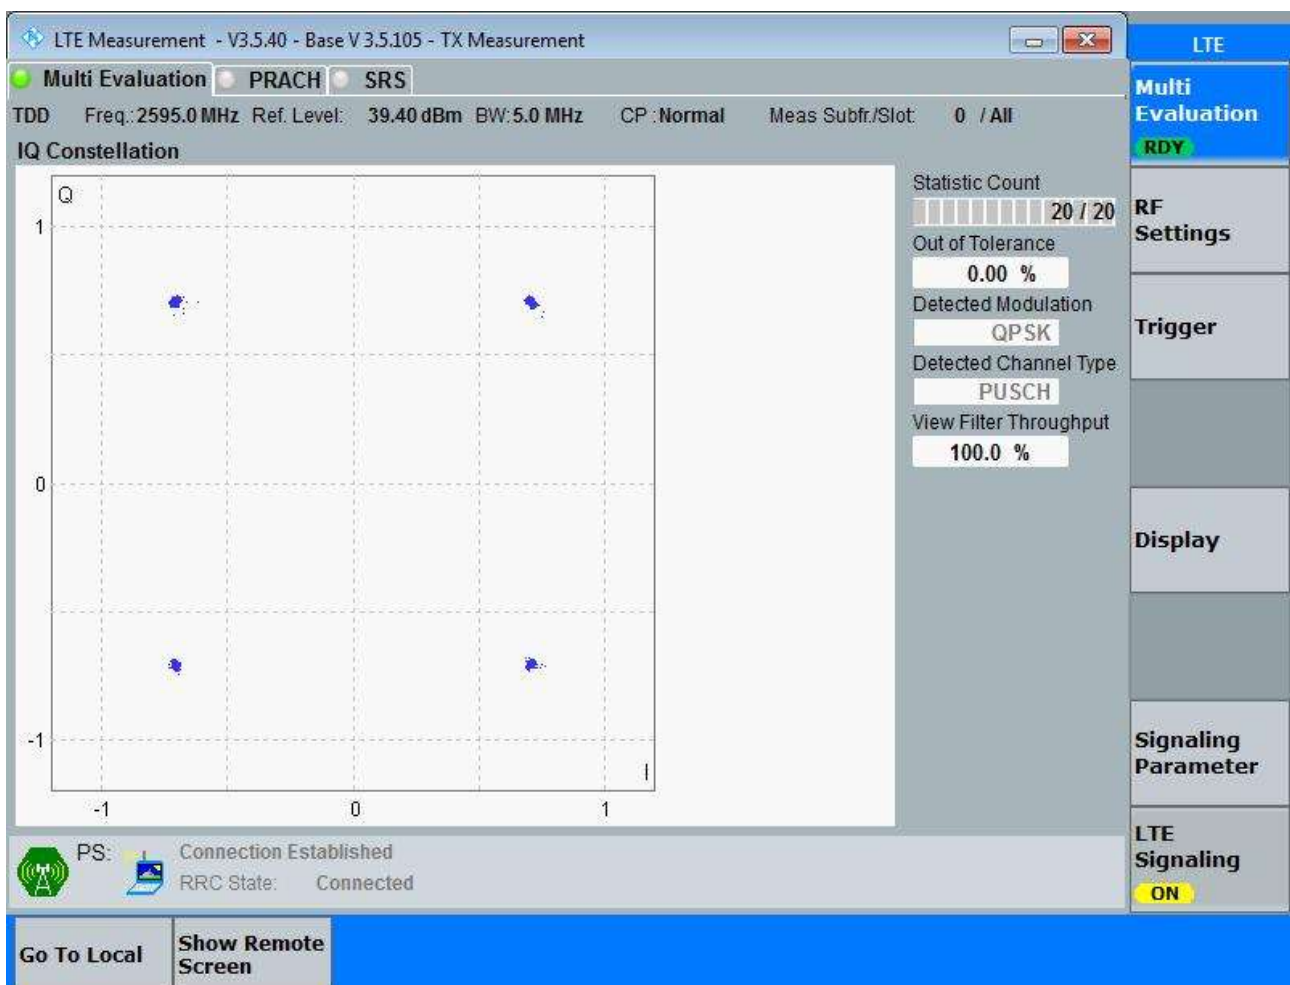 LTE Measurement - V3.5.40 - Base V 3.5.105 - TX Measurement
LTE
Multi Evaluation PRACH SRS
Multi
Evaluation
RDY
TDD Freq.: 2595.0 MHz Ref. Level: 39.40 dBm BW: 5.0 MHz CP : Normal Meas Subfr./Slot: 0 / All
IQ Constellation
Q
1
0
-1
I
-1 0 1
Statistic Count
20 / 20
Out of Tolerance
0.00 %
Detected Modulation
QPSK
Detected Channel Type
PUSCH
View Filter Throughput
100.0 %
RF
Settings
Trigger
Display
Signaling
Parameter
LTE
Signaling
ON
PS: Connection Established
RRC State: Connected
Go To Local
Show Remote
Screen